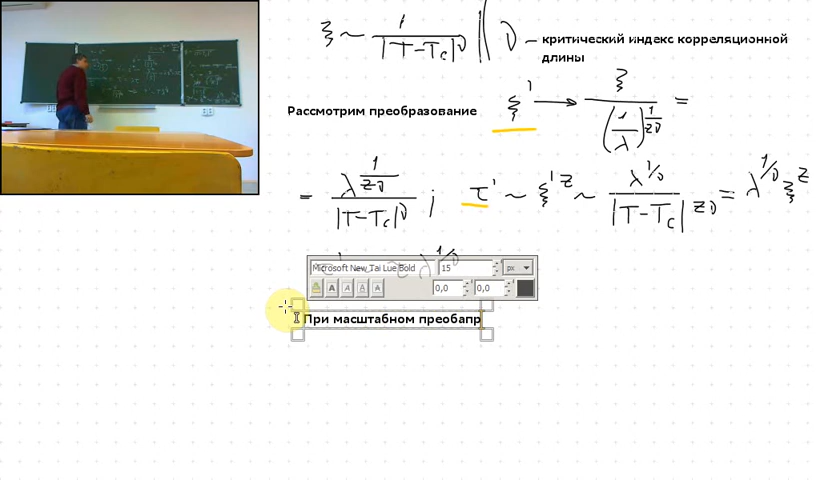 ξ ~ 1/|T-Tc|^ν || ν — критический индекс корреляционной
длины
Рассмотрим преобразование ξ' → ξ/(1/λ)^(1/zν) =
= λ^(1/zν)/|T-Tc|^ν ; τ' ~ ξ'^z ~ λ^(1/ν)/|T-Tc|^zν = λ^(1/ν) ξ^z
Microsoft New Tai Lue Bold 15 px
A A A A 0,0 0,0
При масштабном преобапр